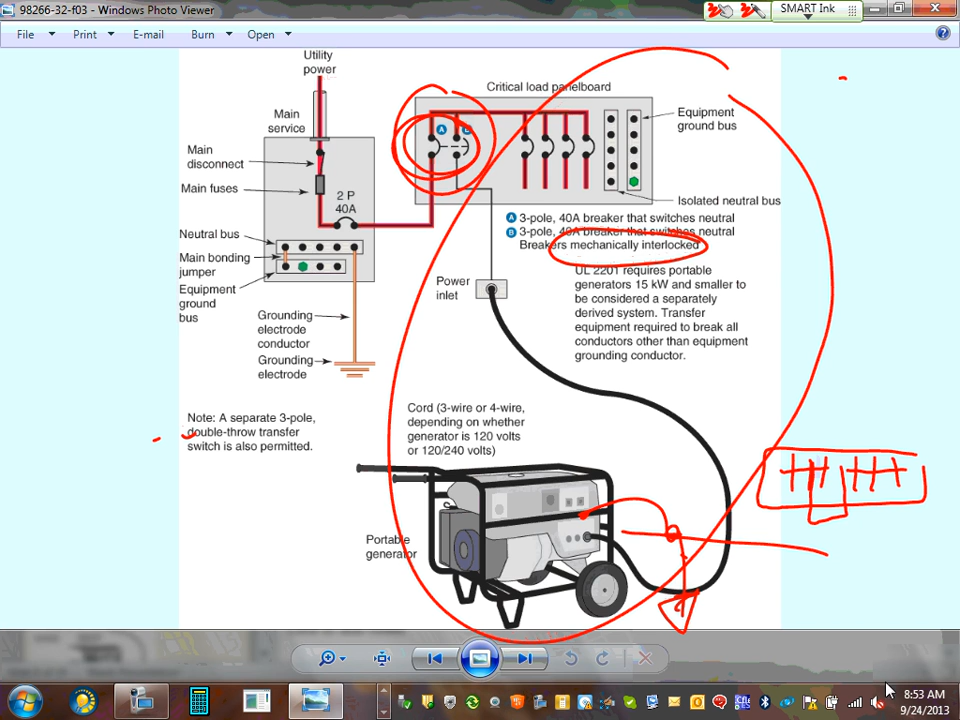 98266-32-f03 - Windows Photo Viewer
SMART Ink
File
Print
E-mail
Burn
Open
Utility
power
Main
service
Main
disconnect
Main fuses
2 P
40A
Neutral bus
Main bonding
jumper
Equipment
ground
bus
Grounding
electrode
conductor
Grounding
electrode
Note: A separate 3-pole,
double-throw transfer
switch is also permitted.
Critical load panelboard
A
Equipment
ground bus
Isolated neutral bus
A 3-pole, 40A breaker that switches neutral
B 3-pole, 40A breaker that switches neutral
Breakers mechanically interlocked
Power
inlet
UL 2201 requires portable
generators 15 kW and smaller to
be considered a separately
derived system. Transfer
equipment required to break all
conductors other than equipment
grounding conductor.
Cord (3-wire or 4-wire,
depending on whether
generator is 120 volts
or 120/240 volts)
Portable
generator
8:53 AM
9/24/2013